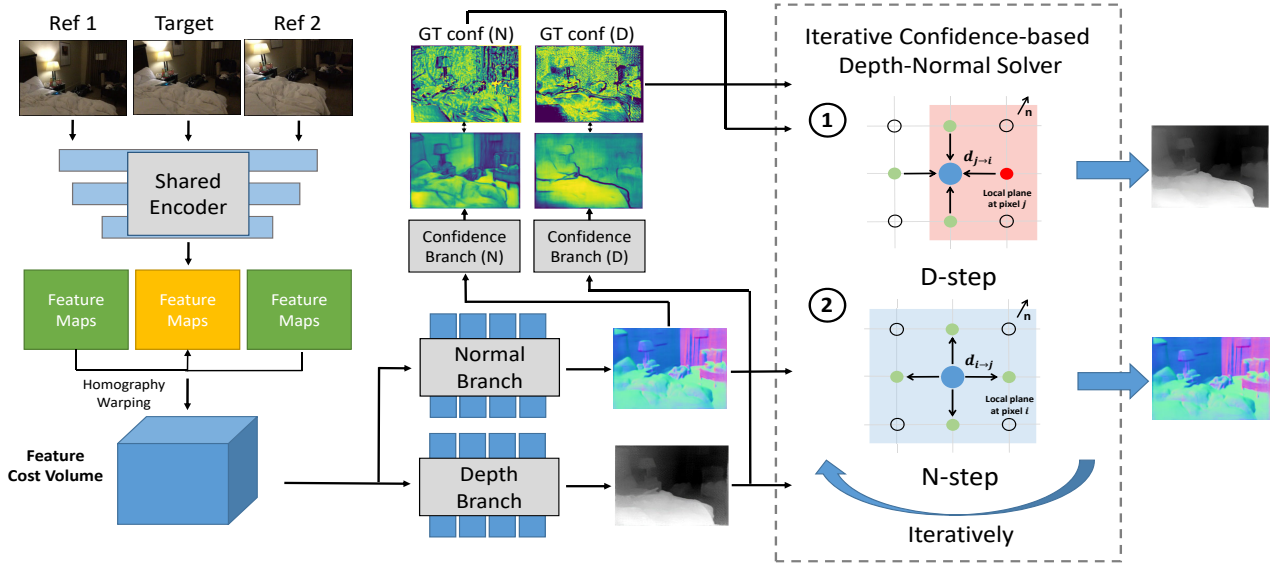 Ref 1
Target
Ref 2
Shared
Encoder
Feature
Maps
Feature
Maps
Feature
Maps
Homography
Warping
Feature
Cost Volume
GT conf (N)
GT conf (D)
Confidence
Branch (N)
Confidence
Branch (D)
Normal
Branch
Depth
Branch
Iterative Confidence-based
Depth-Normal Solver
1
n
d j→i
Local plane
at pixel j
D-step
2
n
d i→j
Local plane
at pixel i
N-step
Iteratively